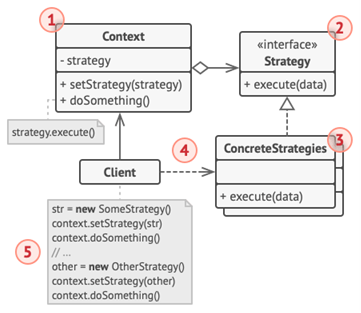 1
Context
- strategy
+ setStrategy(strategy)
+ doSomething()
2
«interface»
Strategy
+ execute(data)
strategy.execute()
3
ConcreteStrategies
+ execute(data)
4
Client
5
str = new SomeStrategy()
context.setStrategy(str)
context.doSomething()
// ...
other = new OtherStrategy()
context.setStrategy(other)
context.doSomething()